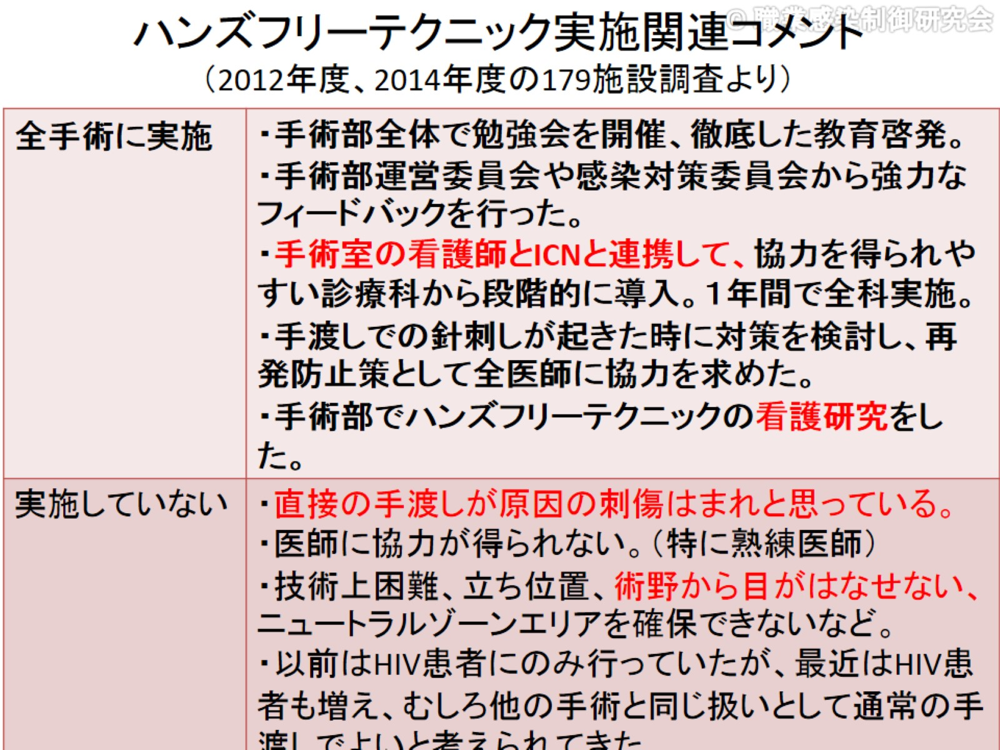 © 職業感染制御研究会
ハンズフリーテクニック実施関連コメント
（2012年度、2014年度の179施設調査より）
全手術に実施
・手術部全体で勉強会を開催、徹底した教育啓発。
・手術部運営委員会や感染対策委員会から強力な
フィードバックを行った。
・手術室の看護師とICNと連携して、協力を得られや
すい診療科から段階的に導入。１年間で全科実施。
・手渡しでの針刺しが起きた時に対策を検討し、再
発防止策として全医師に協力を求めた。
・手術部でハンズフリーテクニックの看護研究をし
た。
実施していない
・直接の手渡しが原因の刺傷はまれと思っている。
・医師に協力が得られない。（特に熟練医師）
・技術上困難、立ち位置、術野から目がはなせない、
ニュートラルゾーンエリアを確保できないなど。
・以前はHIV患者にのみ行っていたが、最近はHIV患
者も増え、むしろ他の手術と同じ扱いとして通常の手
渡しでよいと考えられてきた